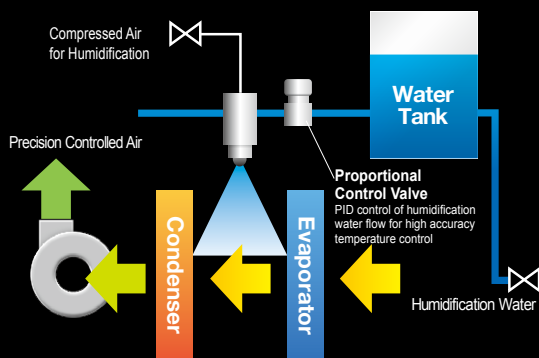 Compressed Air
for Humidification
Water
Tank
Precision Controlled Air
Proportional
Control Valve
PID control of humidification
water flow for high accuracy
temperature control
Condenser
Evaporator
Humidification Water